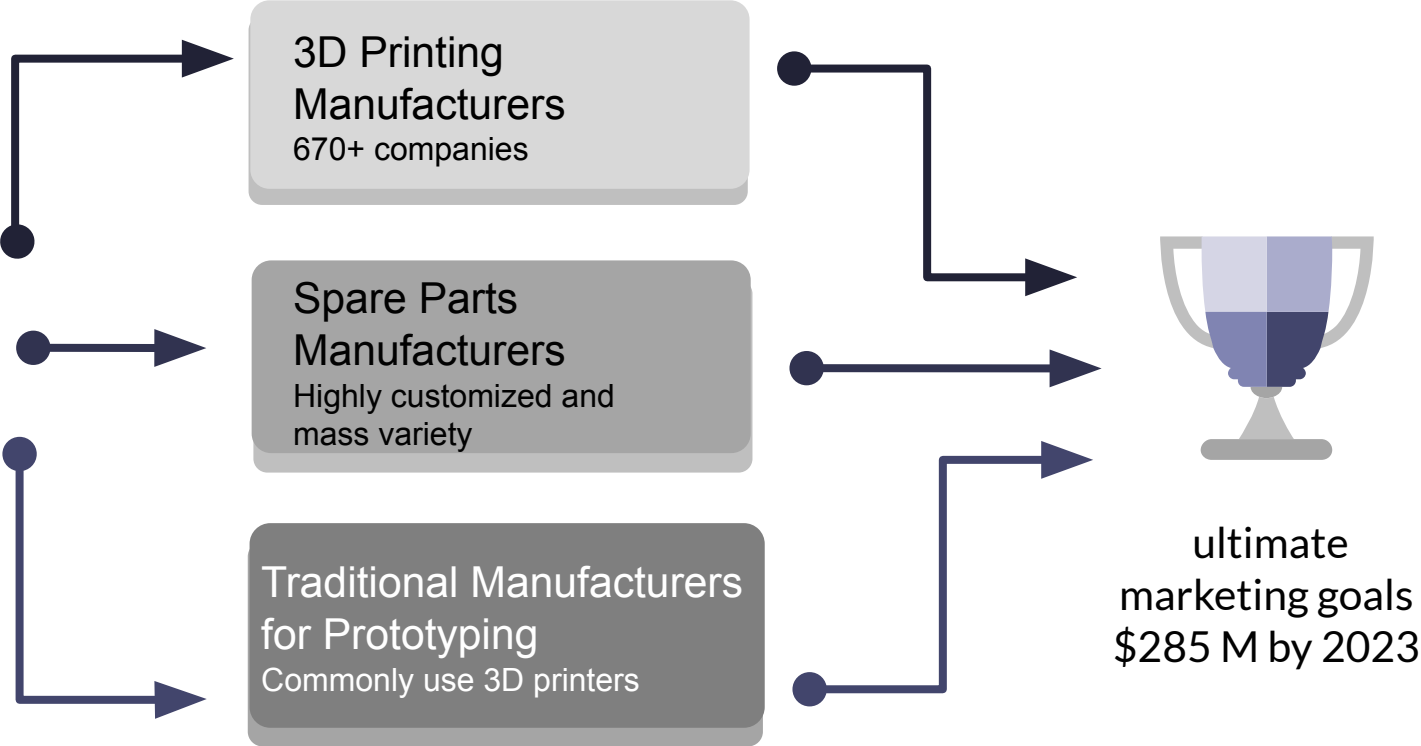 3D Printing
Manufacturers
670+ companies
Spare Parts
Manufacturers
Highly customized and
mass variety
Traditional Manufacturers
for Prototyping
Commonly use 3D printers
ultimate
marketing goals
$285 M by 2023